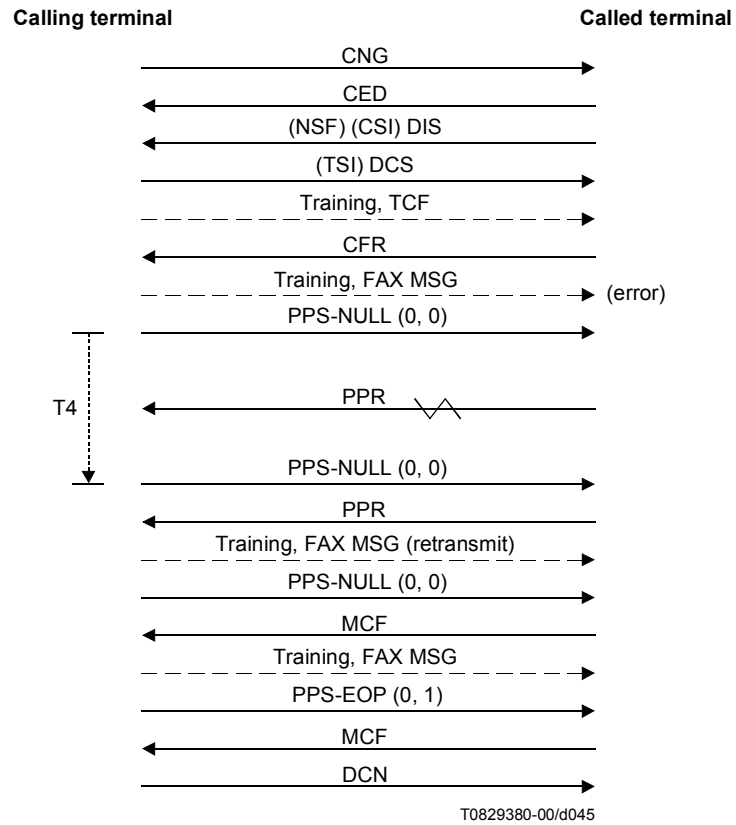 Calling terminal Called terminal
CNG
CED
(NSF) (CSI) DIS
(TSI) DCS
Training, TCF
CFR
Training, FAX MSG (error)
PPS-NULL (0, 0)
T4 PPR
PPS-NULL (0, 0)
PPR
Training, FAX MSG (retransmit)
PPS-NULL (0, 0)
MCF
Training, FAX MSG
PPS-EOP (0, 1)
MCF
DCN
T0829380-00/d045